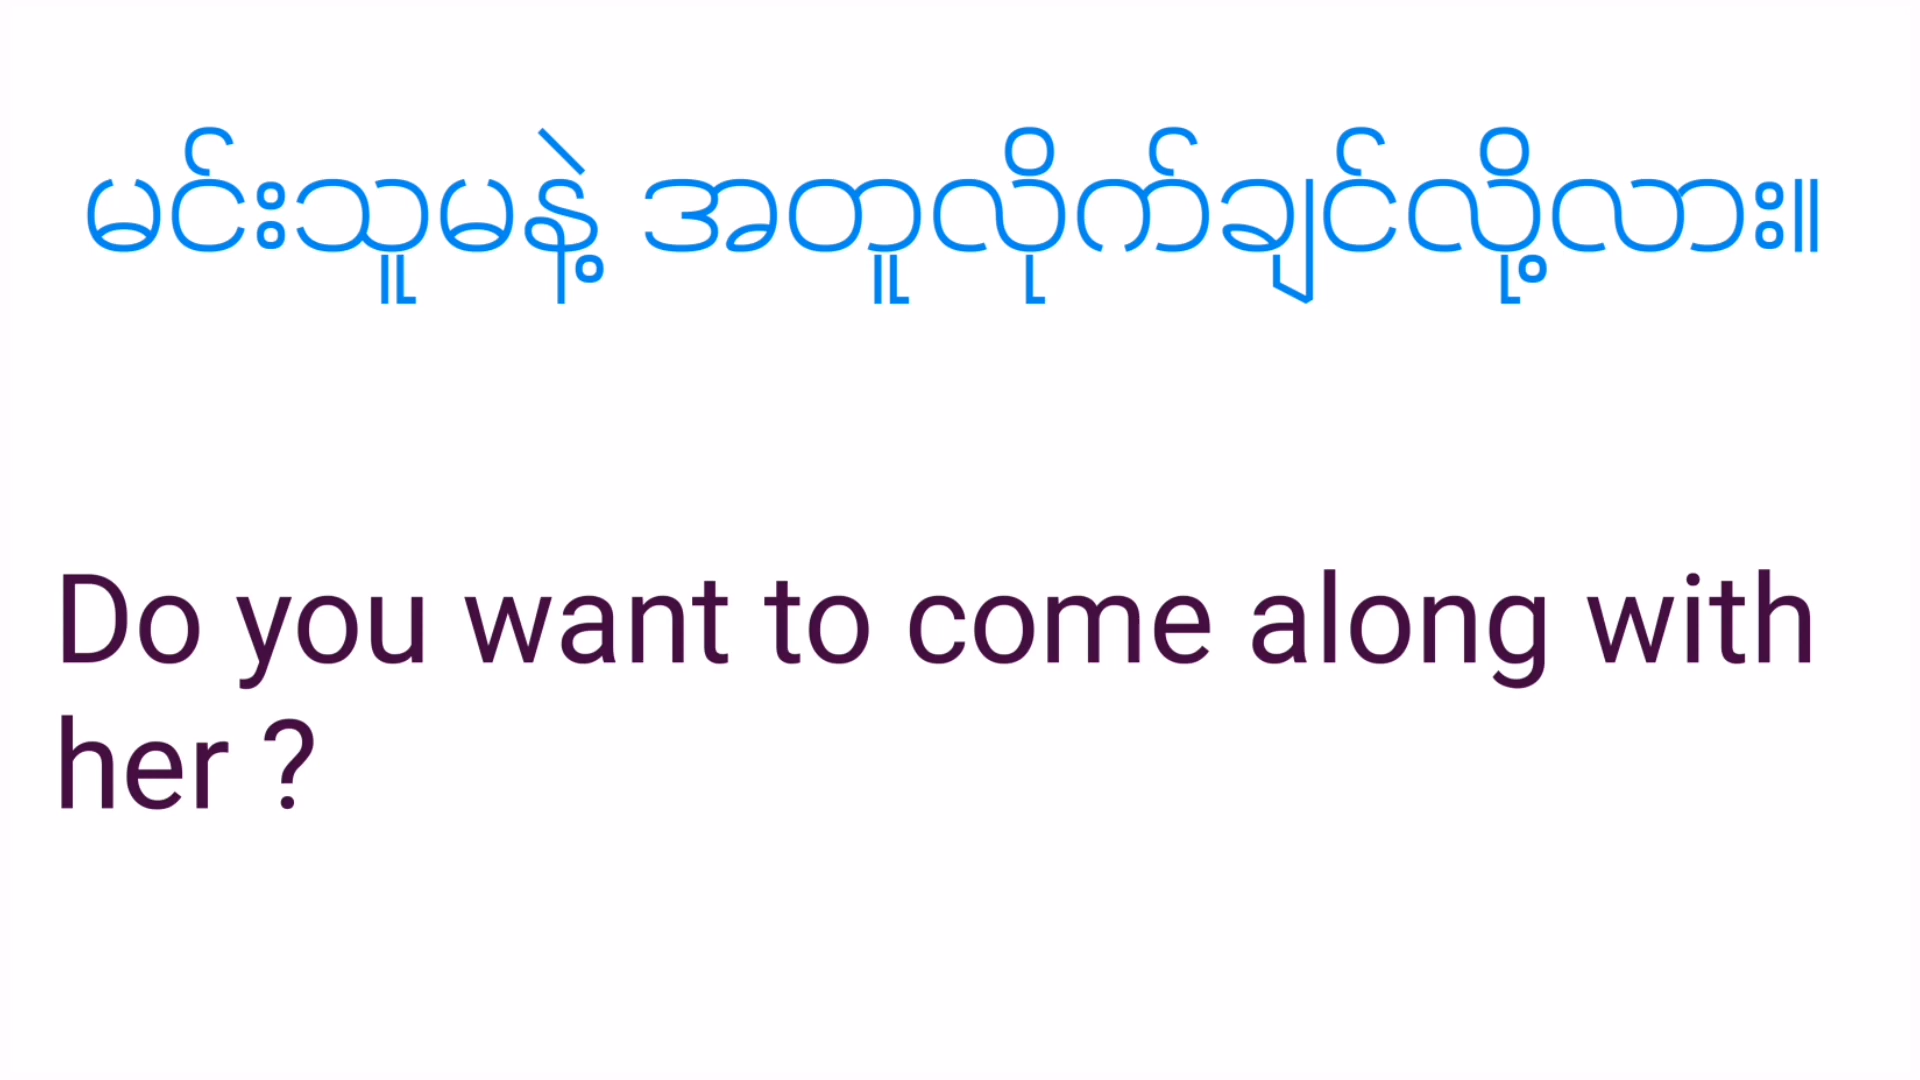 မင်းသူမနဲ့ အတူလိုက်ချင်လို့လား။
Do you want to come along with
her ?